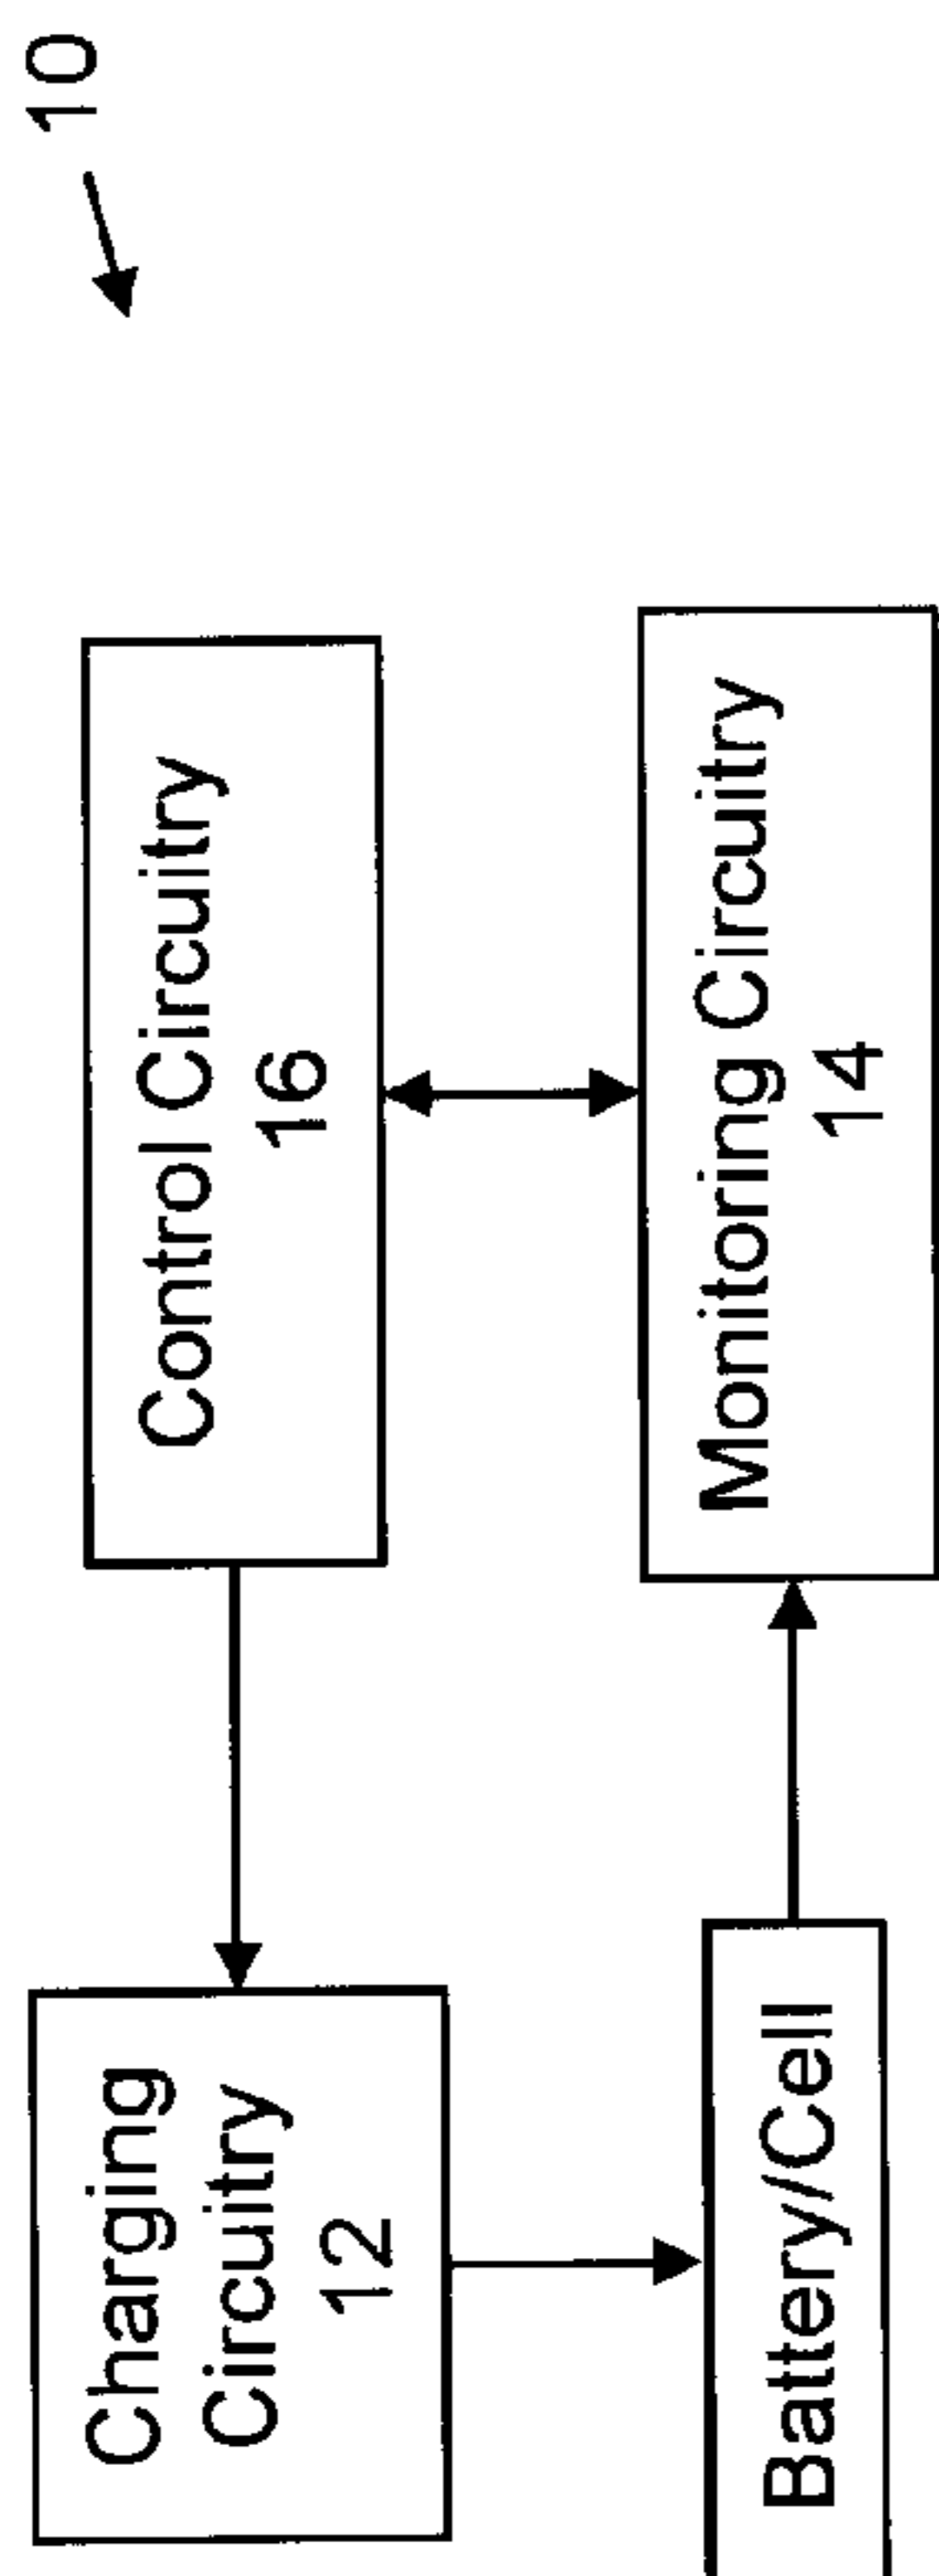 10
Charging
Circuitry
12
Control Circuitry
16
Battery/Cell
Monitoring Circuitry
14